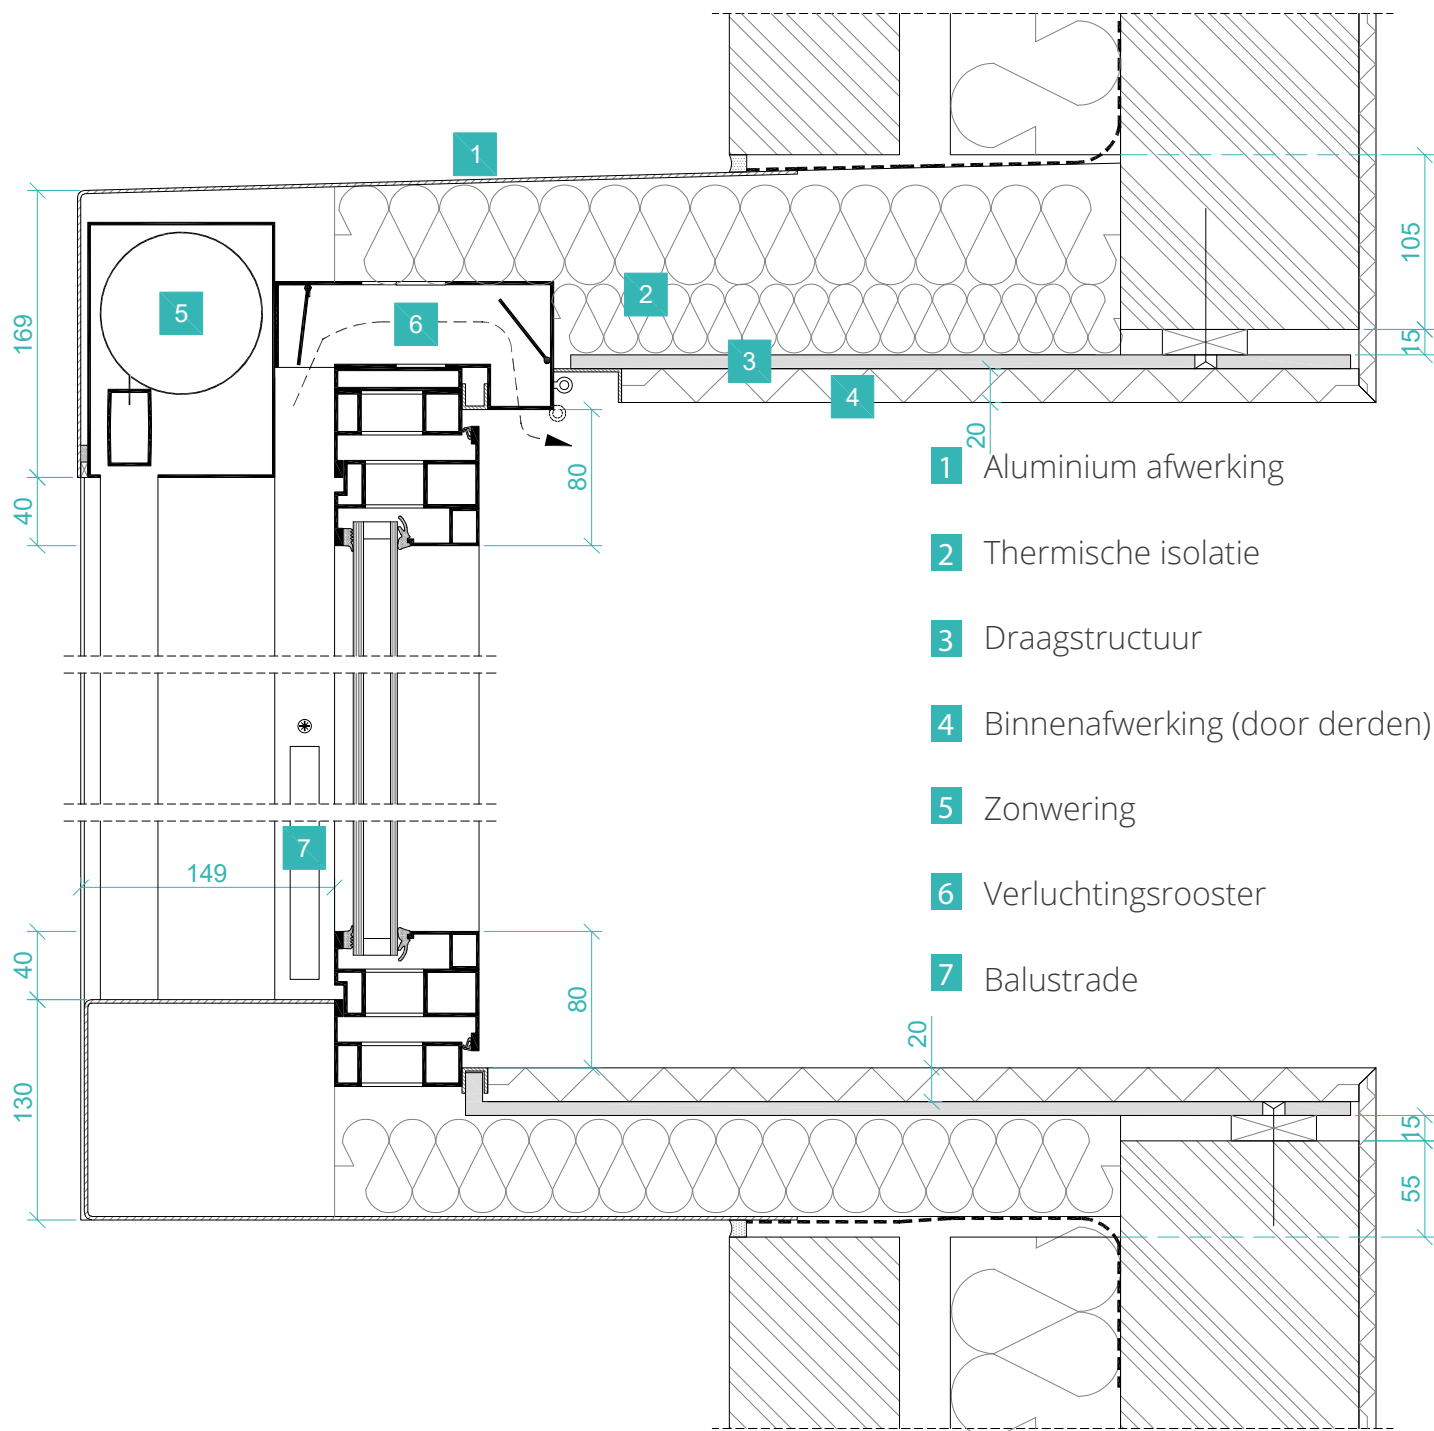 1
105
2
5
6
169
15
3
4
20
80
40
1 Aluminium afwerking
2 Thermische isolatie
3 Draagstructuur
4 Binnenafwerking (door derden)
5 Zonwering
6 Verluchtingsrooster
7 Balustrade
7
149
40
80
20
130
15
55